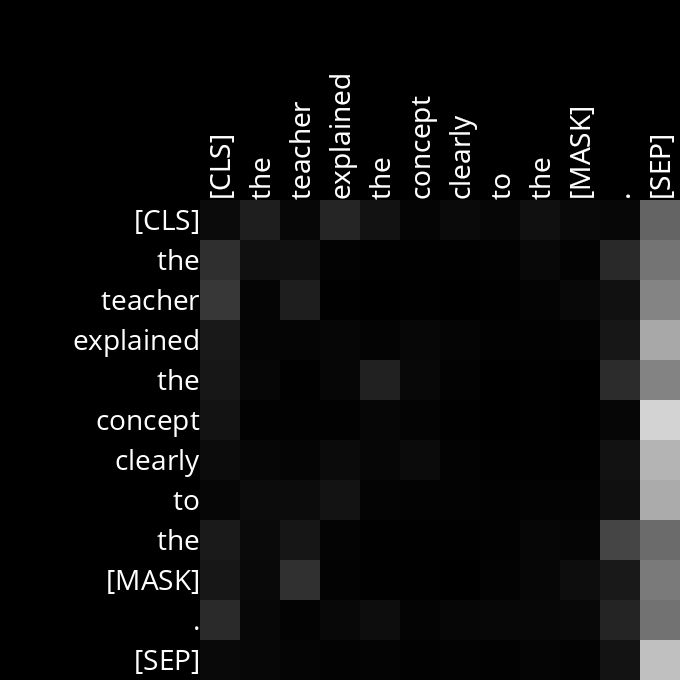 [CLS]
the
teacher
explained
the
concept
clearly
to
the
[MASK]
.
[SEP]
[CLS]
the
teacher
explained
the
concept
clearly
to
the
[MASK]
.
[SEP]